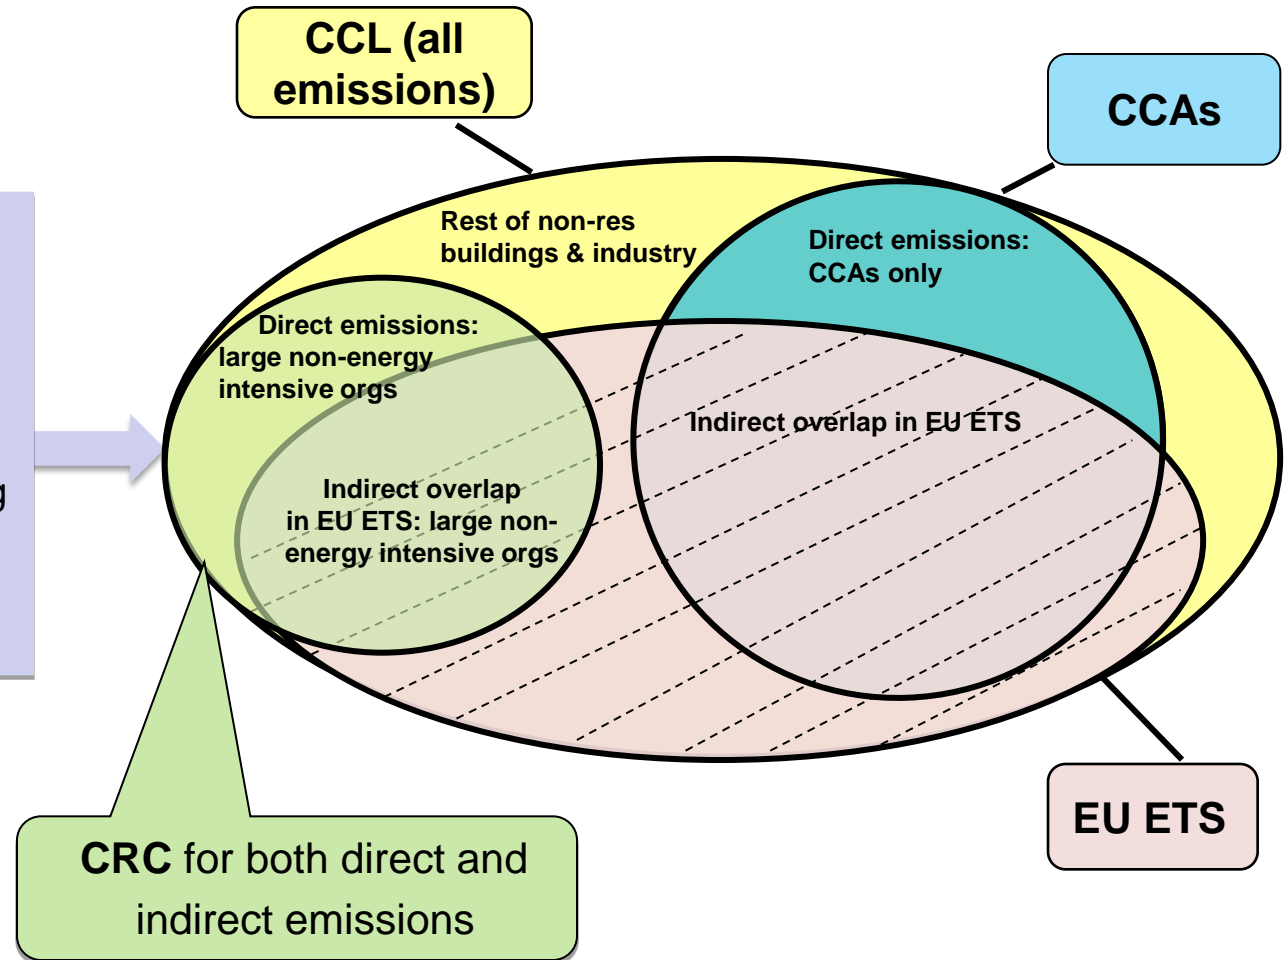 CCL (all
emissions)
CCAs
Rest of non-res
buildings & industry
Direct emissions:
CCAs only
Direct emissions:
large non-energy
intensive orgs
Indirect overlap in EU ETS
Indirect overlap
in EU ETS: large non-
energy intensive orgs
g
EU ETS
CRC for both direct and
indirect emissions